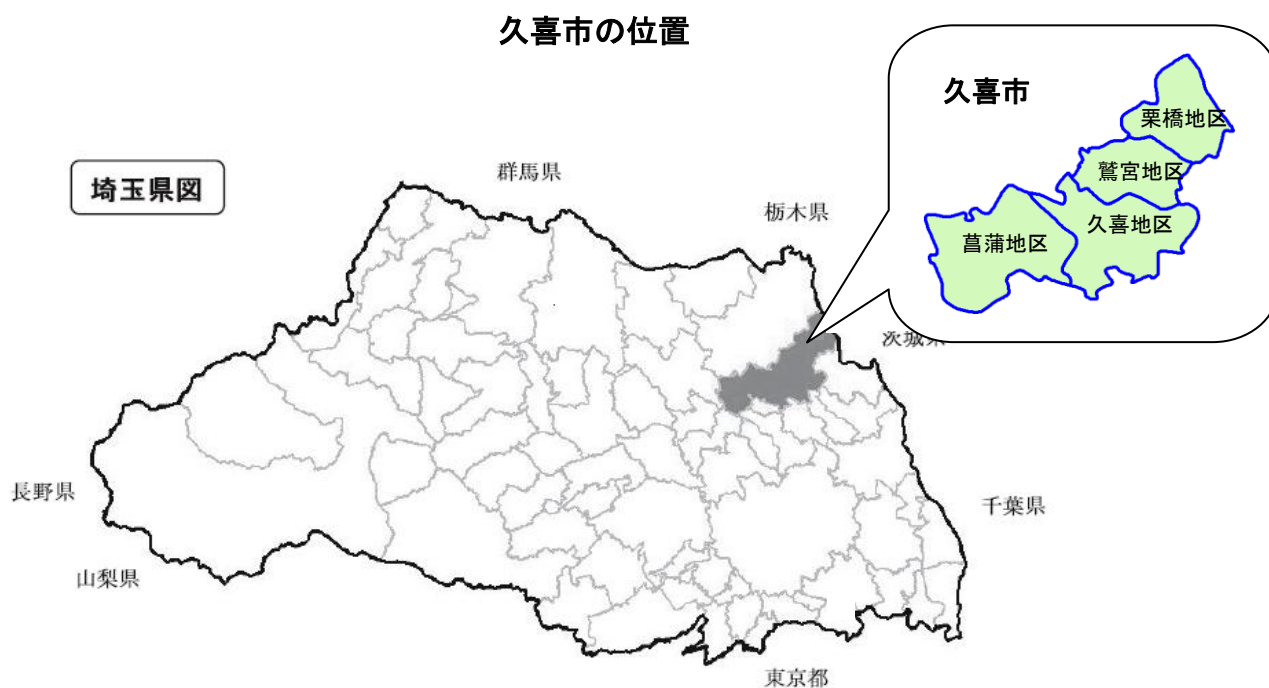 久喜市の位置
久喜市
栗橋地区
鷲宮地区
久喜地区
菖蒲地区
埼玉県図
群馬県
栃木県
茨城県
千葉県
長野県
山梨県
東京都